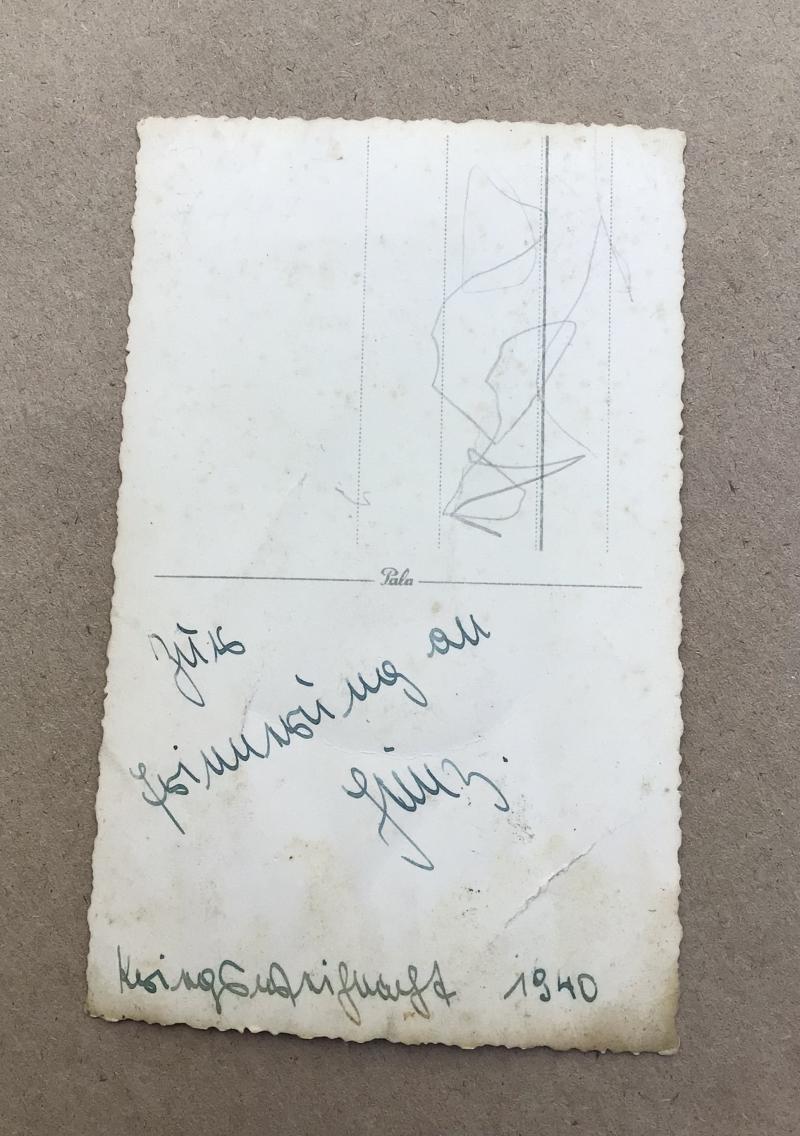 Pala
Zur
Erinnerung an
Heinz.
Kriegsweihnacht 1940